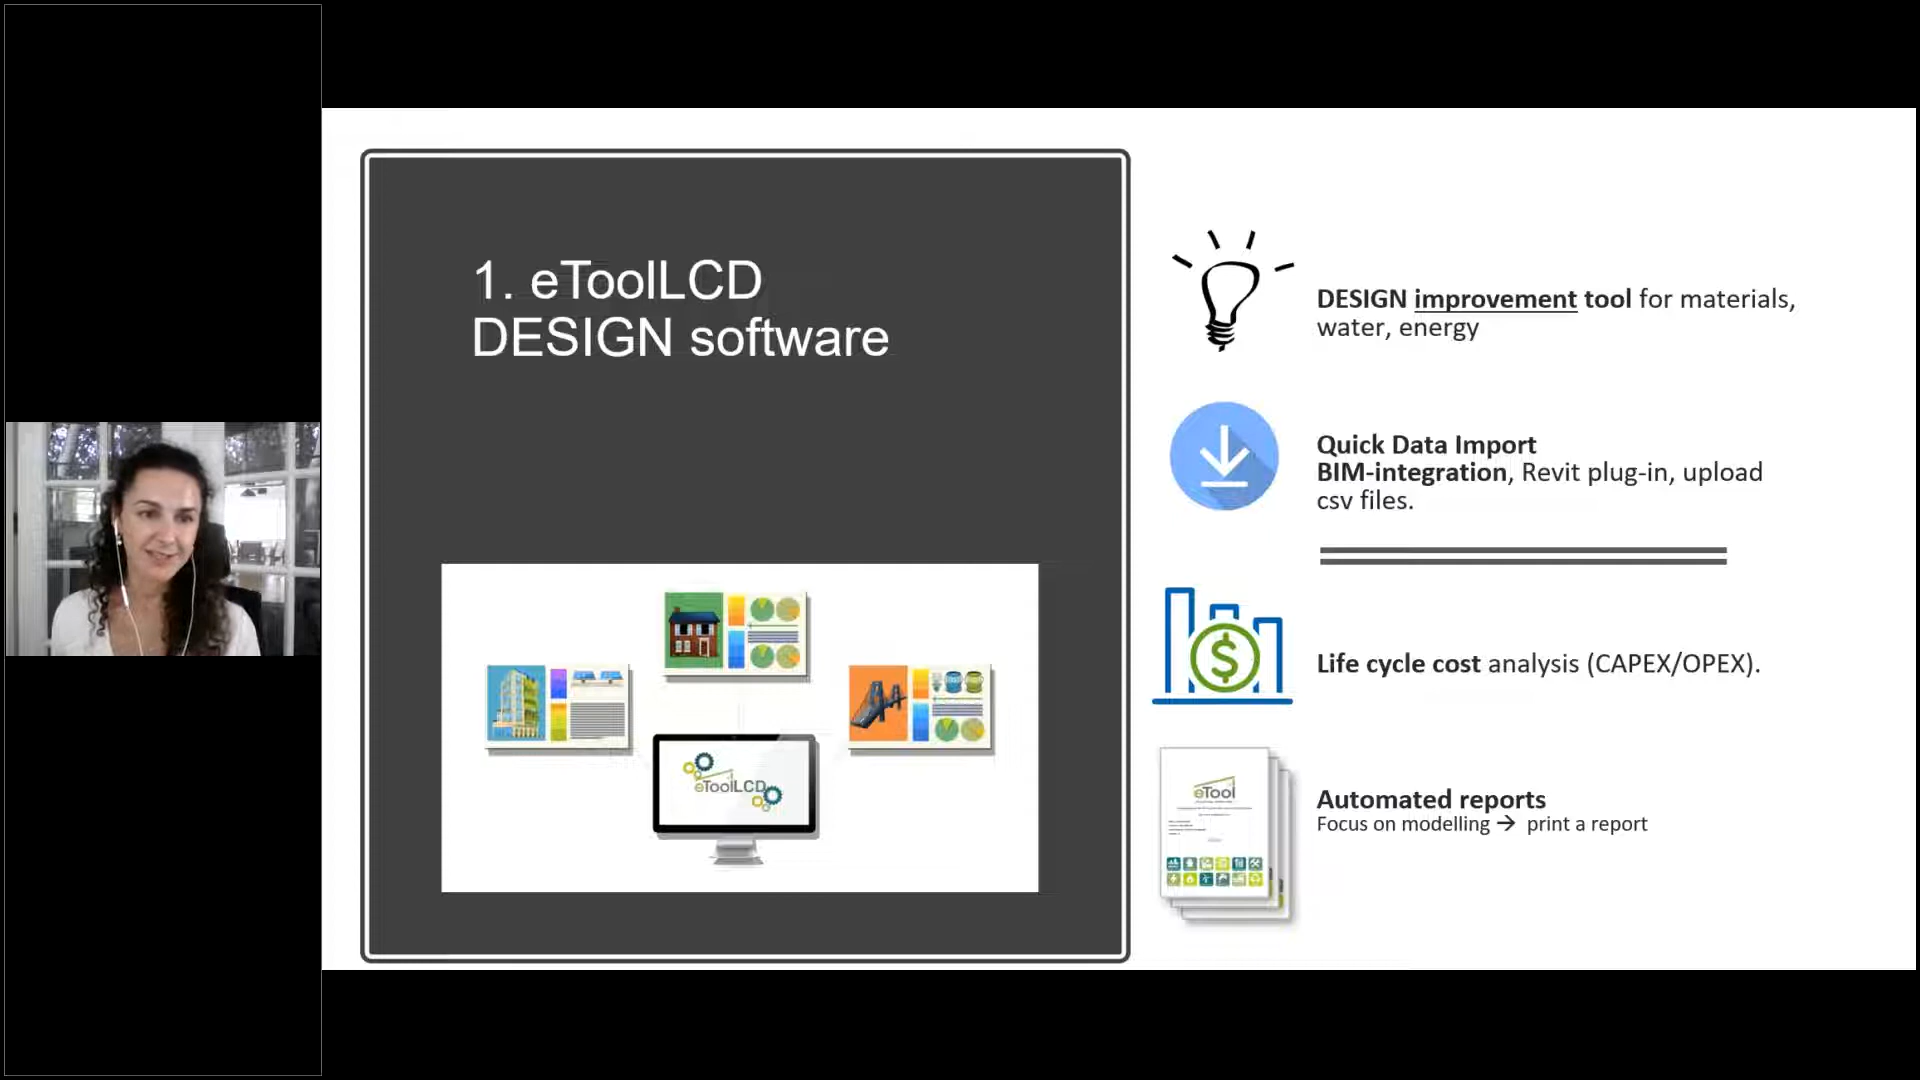 1. eToolLCD
DESIGN software
eToolLCD
DESIGN improvement tool for materials,
water, energy
Quick Data Import
BIM-integration, Revit plug-in, upload
csv files.
Life cycle cost analysis (CAPEX/OPEX).
$
eTool
Automated reports
Focus on modelling → print a report